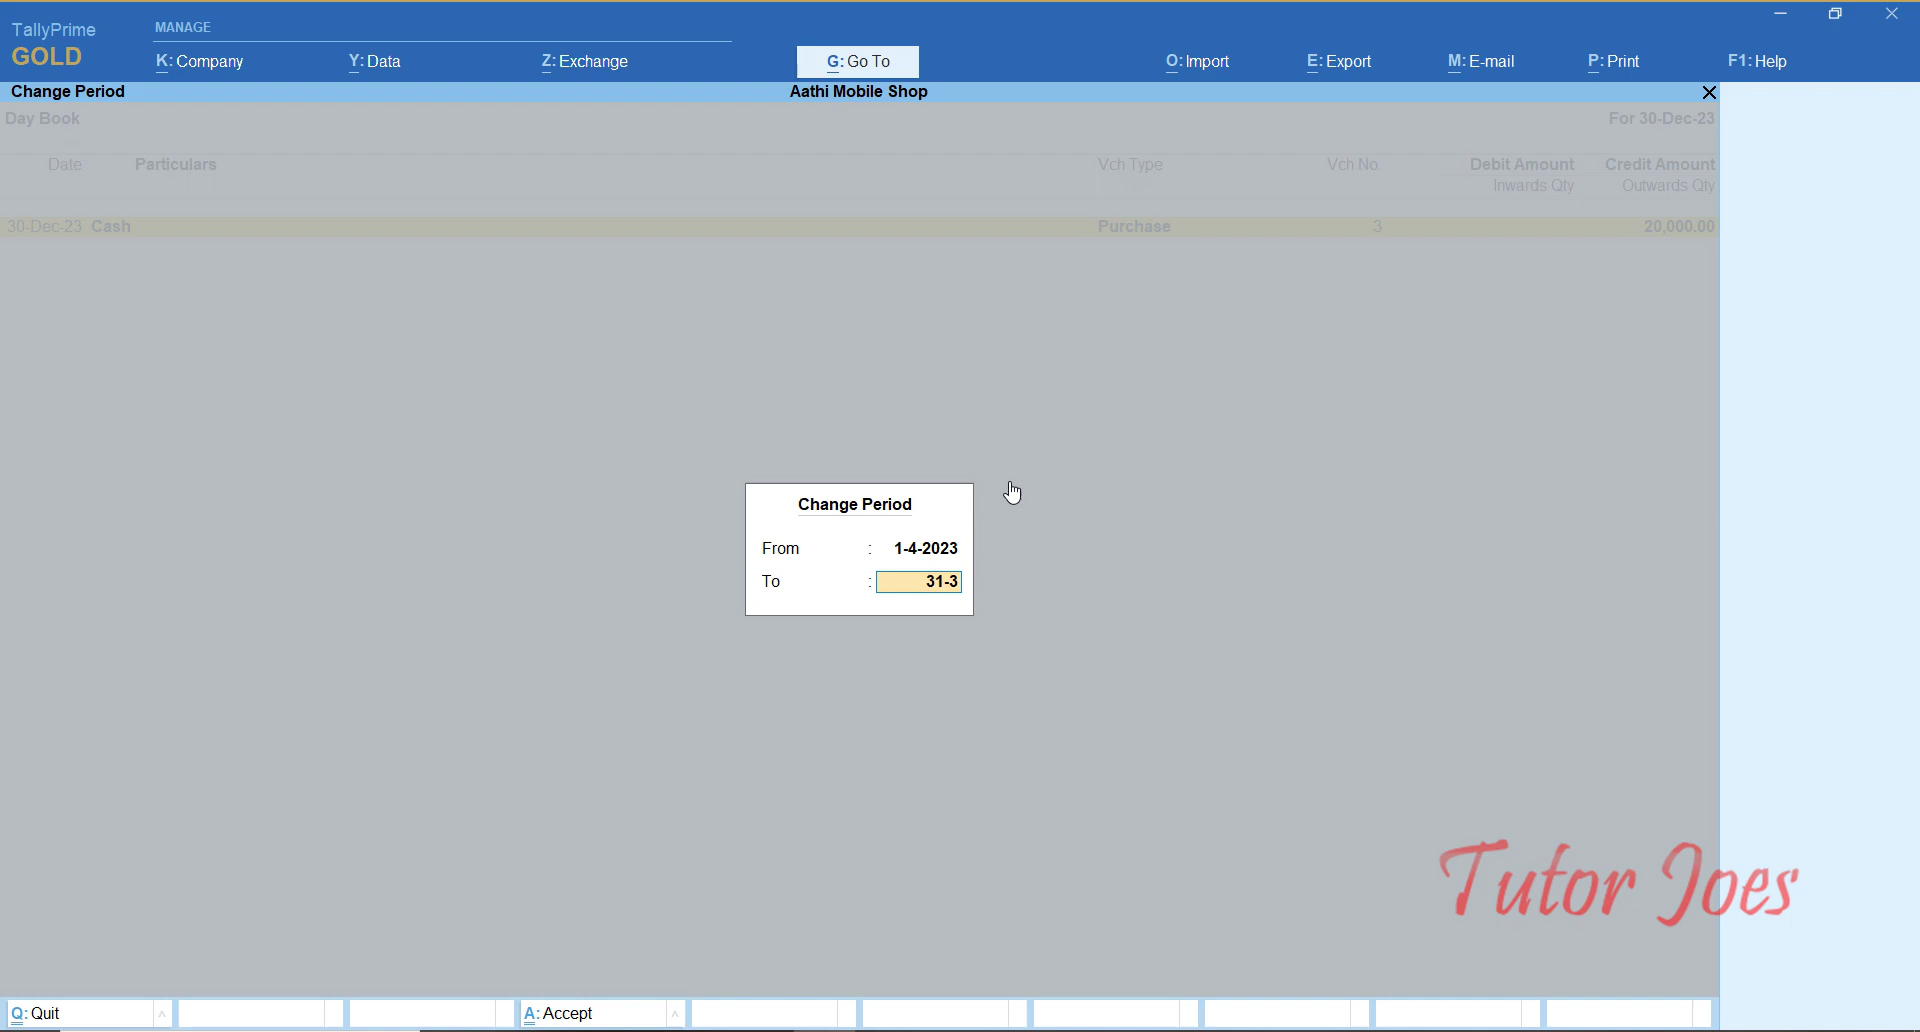 TallyPrime
GOLD
MANAGE
K: Company
Y: Data
Z: Exchange
G: Go To
O: Import
E: Export
M: E-mail
P: Print
F1: Help
Change Period
Aathi Mobile Shop
Day Book
For 30-Dec-23
Date Particulars Vch Type Vch No. Debit Amount Credit Amount
Inwards Qty Outwards Qty
30-Dec-23 Cash Purchase 3 20,000.00
Change Period
From : 1-4-2023
To : 31-3
Tutor Joes
Q: Quit
A: Accept